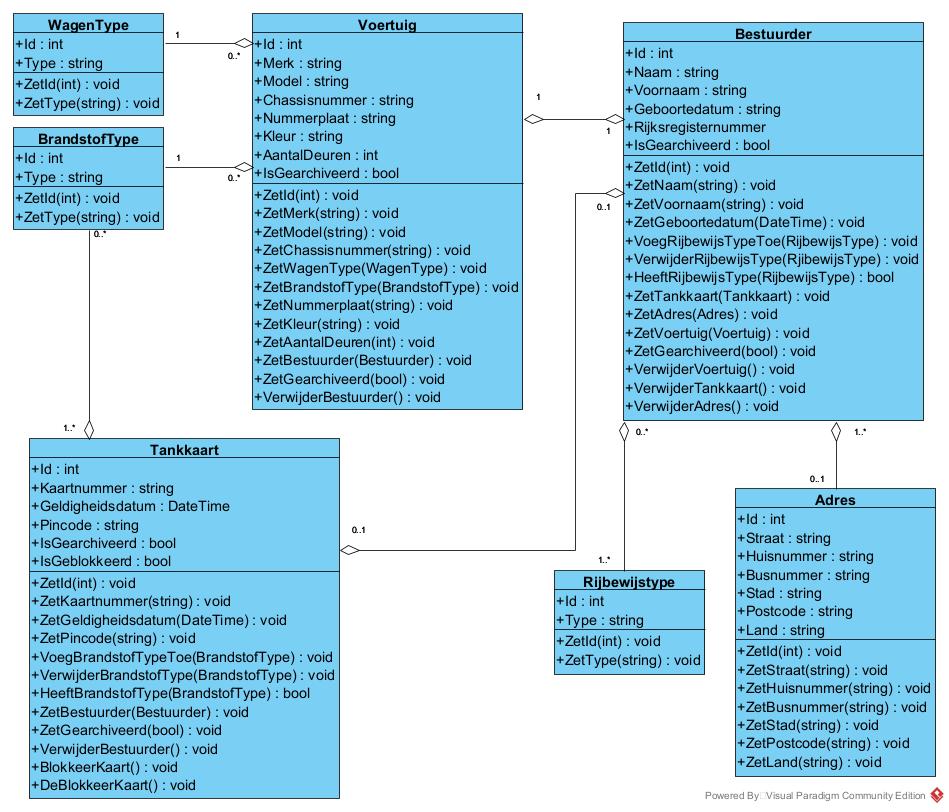 WagenType
+Id : int
+Type : string
+ZetId(int) : void
+ZetType(string) : void
1
0..*
BrandstofType
+Id : int
+Type : string
+ZetId(int) : void
+ZetType(string) : void
1
0..*
0..*
1..*
Voertuig
+Id : int
+Merk : string
+Model : string
+Chassisnummer : string
+Nummerplaat : string
+Kleur : string
+AantalDeuren : int
+IsGearchiveerd : bool
+ZetId(int) : void
+ZetMerk(string) : void
+ZetModel(string) : void
+ZetChassisnummer(string) : void
+ZetWagenType(WagenType) : void
+ZetBrandstofType(BrandstofType) : void
+ZetNummerplaat(string) : void
+ZetKleur(string) : void
+ZetAantalDeuren(int) : void
+ZetBestuurder(Bestuurder) : void
+ZetGearchiveerd(bool) : void
+VerwijderBestuurder() : void
1
1
0..1
Bestuurder
+Id : int
+Naam : string
+Voornaam : string
+Geboortedatum : string
+Rijksregisternummer
+IsGearchiveerd : bool
+ZetId(int) : void
+ZetNaam(string) : void
+ZetVoornaam(string) : void
+ZetGeboortedatum(DateTime) : void
+VoegRijbewijsTypeToe(RijbewijsType) : void
+VerwijderRijbewijsType(RjibewijsType) : void
+HeeftRijbewijsType(RijbewijsType) : bool
+ZetTankkaart(Tankkaart) : void
+ZetAdres(Adres) : void
+ZetVoertuig(Voertuig) : void
+ZetGearchiveerd(bool) : void
+VerwijderVoertuig() : void
+VerwijderTankkaart() : void
+VerwijderAdres() : void
0..*
1..*
Tankkaart
+Id : int
+Kaartnummer : string
+Geldigheidsdatum : DateTime
+Pincode : string
+IsGearchiveerd : bool
+IsGeblokkeerd : bool
+ZetId(int) : void
+ZetKaartnummer(string) : void
+ZetGeldigheidsdatum(DateTime) : void
+ZetPincode(string) : void
+VoegBrandstofTypeToe(BrandstofType) : void
+VerwijderBrandstofType(BrandstofType) : void
+HeeftBrandstofType(BrandstofType) : bool
+ZetBestuurder(Bestuurder) : void
+ZetGearchiveerd(bool) : void
+VerwijderBestuurder() : void
+BlokkeerKaart() : void
+DeBlokkeerKaart() : void
0..1
1..*
Rijbewijstype
+Id : int
+Type : string
+ZetId(int) : void
+ZetType(string) : void
0..1
Adres
+Id : int
+Straat : string
+Huisnummer : string
+Busnummer : string
+Stad : string
+Postcode : string
+Land : string
+ZetId(int) : void
+ZetStraat(string) : void
+ZetHuisnummer(string) : void
+ZetBusnummer(string) : void
+ZetStad(string) : void
+ZetPostcode(string) : void
+ZetLand(string) : void
Powered By Visual Paradigm Community Edition